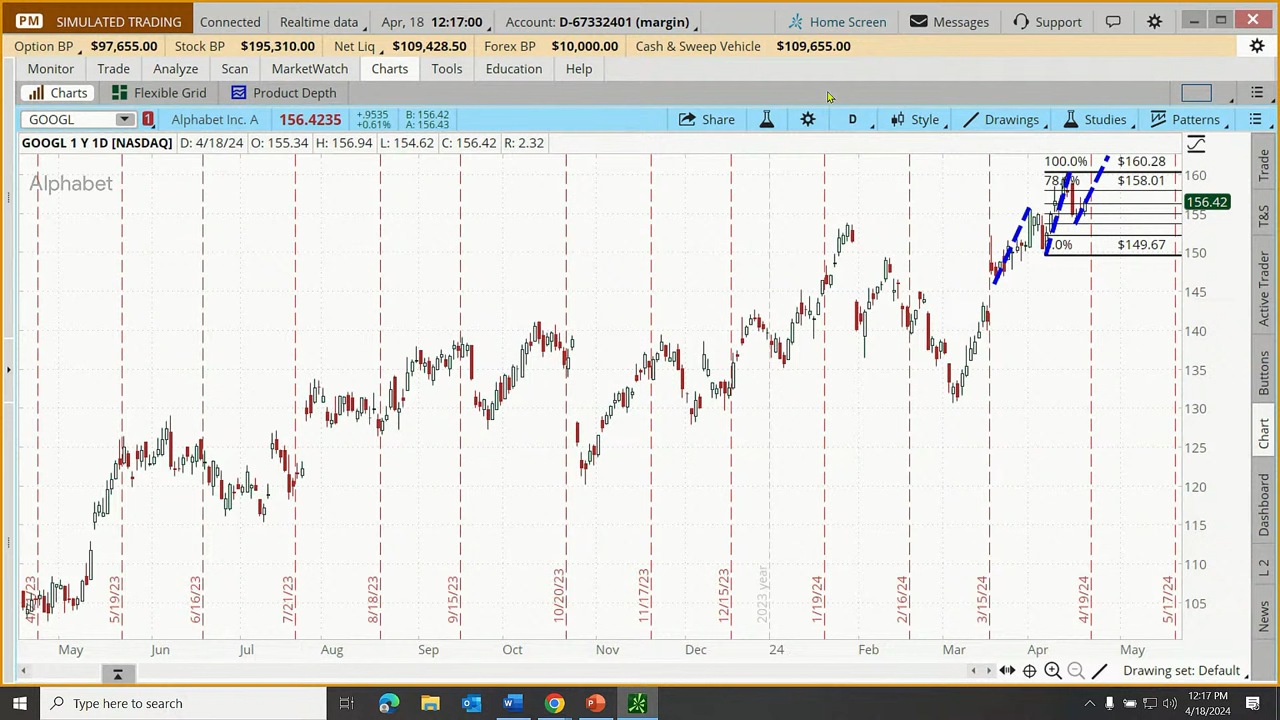 PM SIMULATED TRADING Connected Realtime data Apr, 18 12:17:00 Account: D-67332401 (margin) Home Screen Messages Support
Option BP $97,655.00 Stock BP $195,310.00 Net Liq $109,428.50 Forex BP $10,000.00 Cash & Sweep Vehicle $109,655.00
Monitor Trade Analyze Scan MarketWatch Charts Tools Education Help
Charts Flexible Grid Product Depth
GOOGL 1 Alphabet Inc. A 156.4235 +.9535 B: 156.42 Share D Style Drawings Studies Patterns
+0.61% A: 156.43
GOOGL 1 Y 1D [NASDAQ] D: 4/18/24 O: 155.34 H: 156.94 L: 154.62 C: 156.42 R: 2.32
Alphabet
100.0% $160.28
$158.01
$149.67
160
156.42
155
150
145
140
135
130
125
120
115
110
105
5/19/23
6/16/23
7/21/23
8/18/23
9/15/23
10/20/23
11/17/23
12/15/23
2023 year
1/19/24
2/16/24
3/15/24
4/19/24
5/17/24
May Jun Jul Aug Sep Oct Nov Dec 24 Feb Mar Apr May
Drawing set: Default
Trade
T&S
Active Trader
Buttons
Chart
Dashboard
L 2
News
Type here to search
12:17 PM
4/18/2024